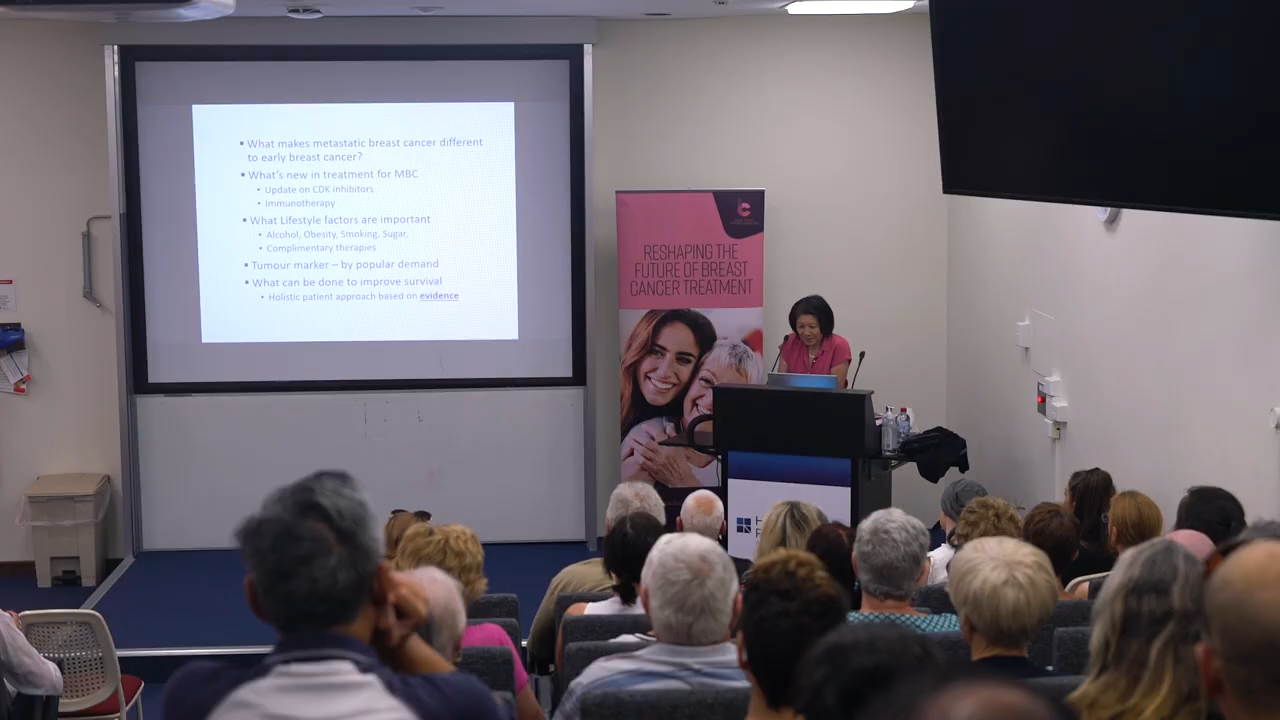 ▪ What makes metastatic breast cancer different
to early breast cancer?
▪ What's new in treatment for MBC
• Update on CDK inhibitors
• Immunotherapy
▪ What Lifestyle factors are important
• Alcohol, Obesity, Smoking, Sugar,
• Complimentary therapies
▪ Tumour marker – by popular demand
▪ What can be done to improve survival
• Holistic patient approach based on evidence
RESHAPING THE
FUTURE OF BREAST
CANCER TREATMENT